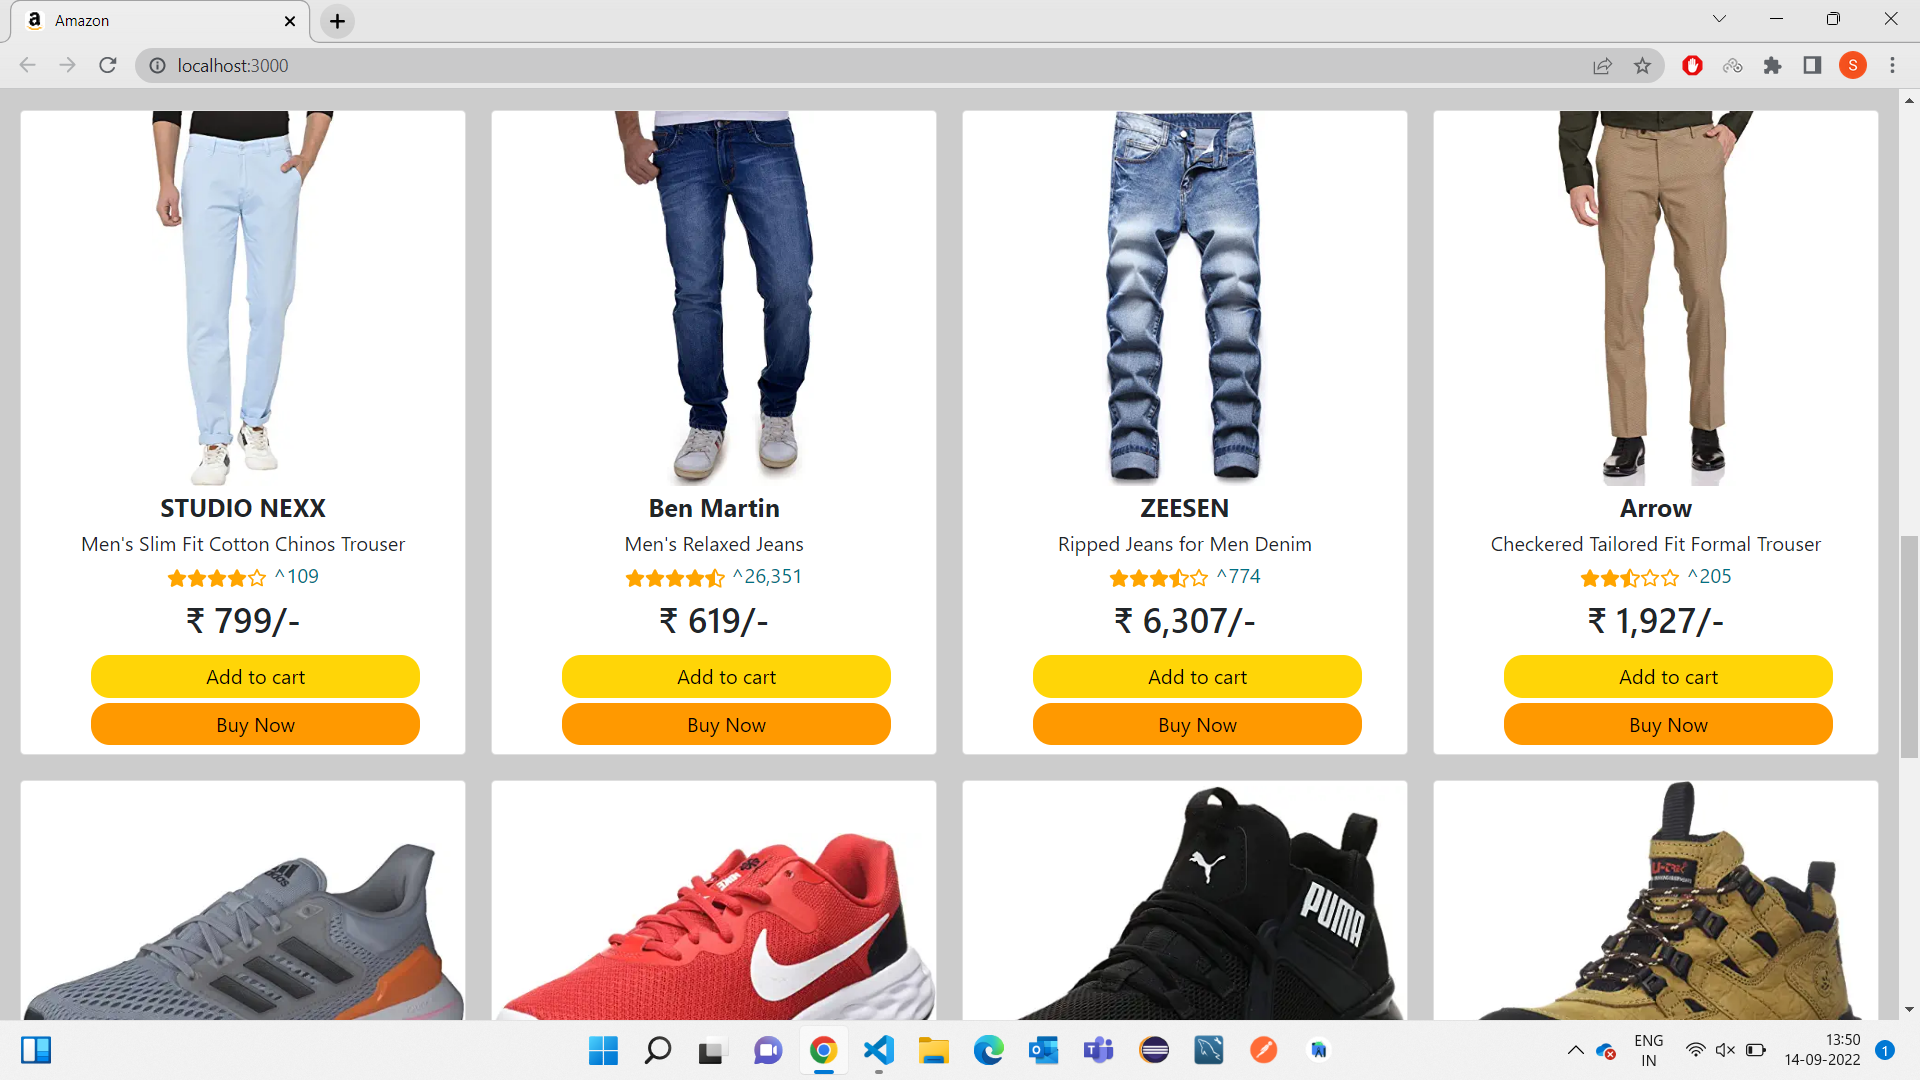 Amazon
localhost:3000
S
STUDIO NEXX
Men's Slim Fit Cotton Chinos Trouser
^109
₹ 799/-
Add to cart
Buy Now
Ben Martin
Men's Relaxed Jeans
^26,351
₹ 619/-
Add to cart
Buy Now
ZEESEN
Ripped Jeans for Men Denim
^774
₹ 6,307/-
Add to cart
Buy Now
Arrow
Checkered Tailored Fit Formal Trouser
^205
₹ 1,927/-
Add to cart
Buy Now
adidas
NIKE
PUMA
ENG
IN
13:50
14-09-2022
1